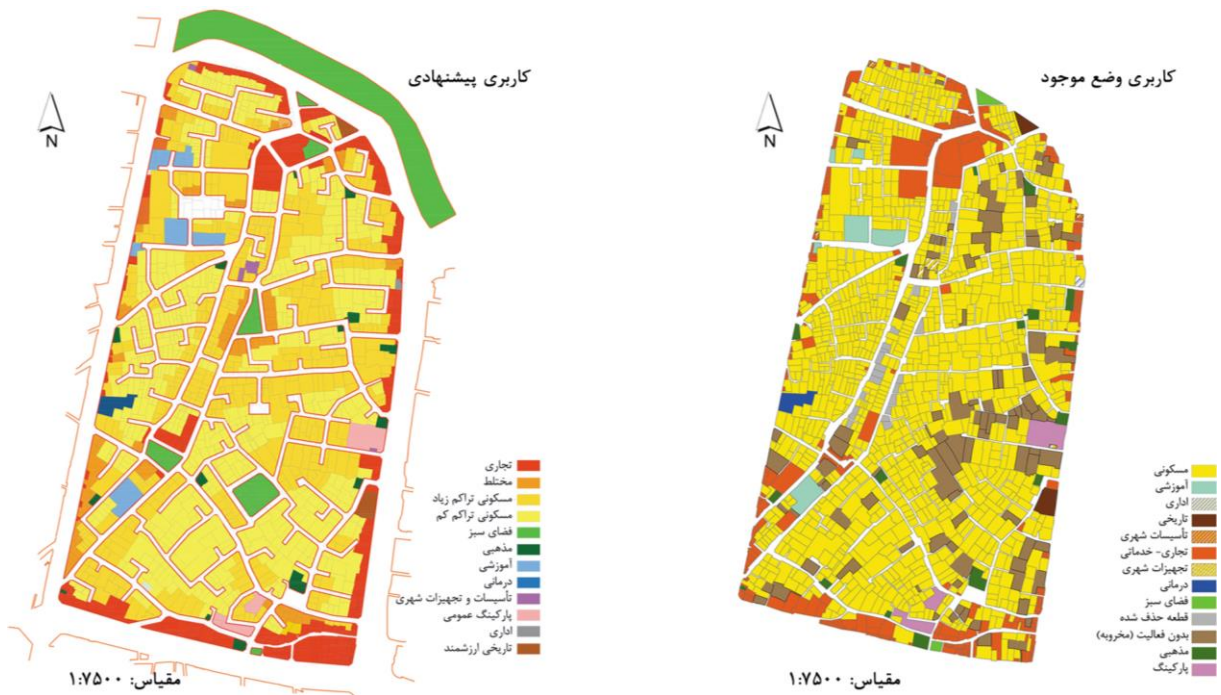 کاربری وضع موجود
N
مسکونی
آموزشی
اداری
تاریخی
تأسیسات شهری
تجاری- خدماتی
تجهیزات شهری
درمانی
فضای سبز
قطعه حذف شده
بدون فعالیت (مخروبه)
مذهبی
پارکینگ
مقیاس: ۱:۷۵۰۰
کاربری پیشنهادی
N
تجاری
مختلط
مسکونی تراکم زیاد
مسکونی تراکم کم
فضای سبز
مذهبی
آموزشی
درمانی
تأسیسات و تجهیزات شهری
پارکینگ عمومی
اداری
تاریخی ارزشمند
مقیاس: ۱:۷۵۰۰